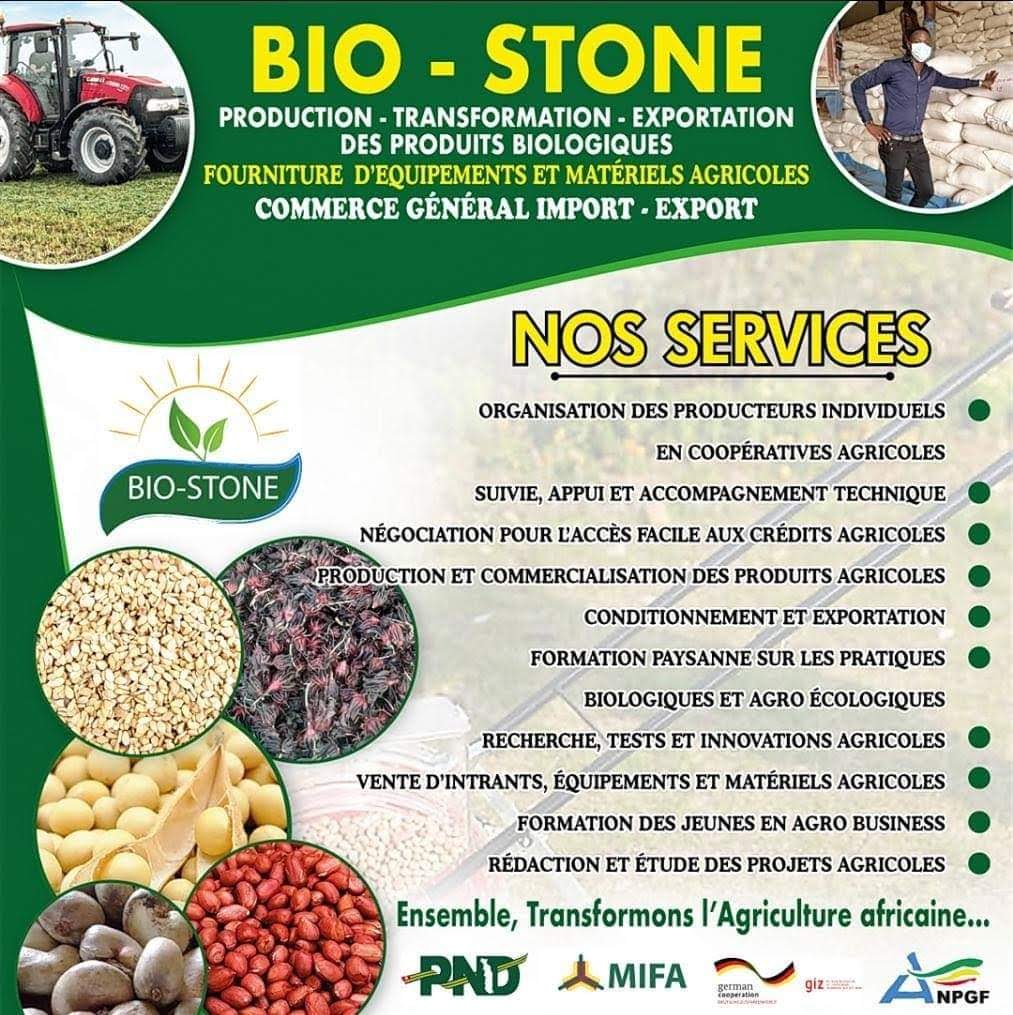 BIO - STONE
PRODUCTION - TRANSFORMATION - EXPORTATION
DES PRODUITS BIOLOGIQUES
FOURNITURE D'EQUIPEMENTS ET MATÉRIELS AGRICOLES
COMMERCE GÉNÉRAL IMPORT - EXPORT
BIO-STONE
NOS SERVICES
ORGANISATION DES PRODUCTEURS INDIVIDUELS
EN COOPÉRATIVES AGRICOLES
SUIVIE, APPUI ET ACCOMPAGNEMENT TECHNIQUE
NÉGOCIATION POUR L'ACCÈS FACILE AUX CRÉDITS AGRICOLES
PRODUCTION ET COMMERCIALISATION DES PRODUITS AGRICOLES
CONDITIONNEMENT ET EXPORTATION
FORMATION PAYSANNE SUR LES PRATIQUES
BIOLOGIQUES ET AGRO ÉCOLOGIQUES
RECHERCHE, TESTS ET INNOVATIONS AGRICOLES
VENTE D'INTRANTS, ÉQUIPEMENTS ET MATÉRIELS AGRICOLES
FORMATION DES JEUNES EN AGRO BUSINESS
RÉDACTION ET ÉTUDE DES PROJETS AGRICOLES
Ensemble, Transformons l'Agriculture africaine...
PND
MIFA
german
cooperation
giz
ANPGF